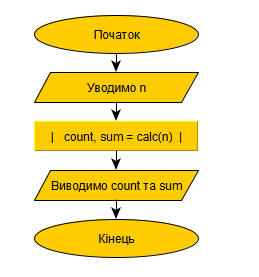 Початок
Уводимо n
| count, sum = calc(n) |
Виводимо count та sum
Кінець